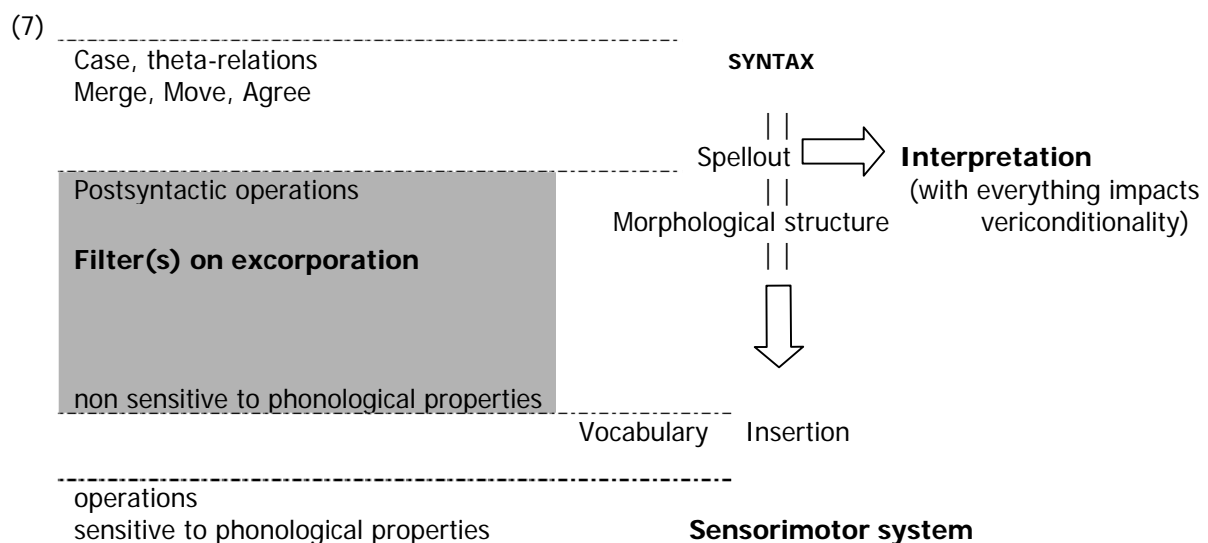 (7)
Case, theta-relations SYNTAX
Merge, Move, Agree
Spellout Interpretation
Postsyntactic operations (with everything impacts
Morphological structure vericonditionality)
Filter(s) on excorporation
non sensitive to phonological properties
Vocabulary Insertion
operations
sensitive to phonological properties Sensorimotor system